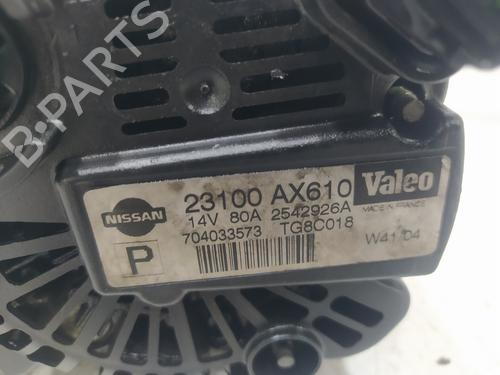 B-PARTS
23100 AX610 Valeo
NISSAN 14V 80A 2542926A MADE IN FRANCE
704033573 TG8C018
P W41 04